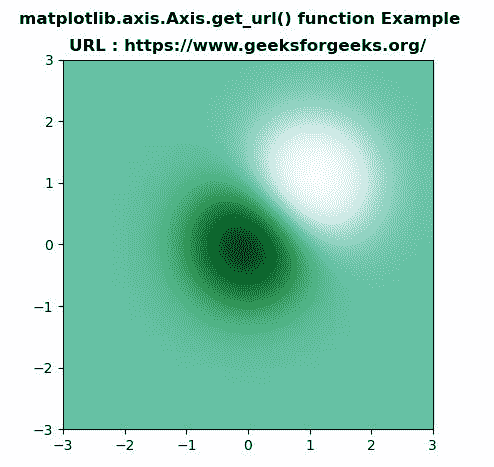 matplotlib.axis.Axis.get_url() function Example
URL : https://www.geeksforgeeks.org/
3
2
1
0
−1
−2
−3
−3 −2 −1 0 1 2 3